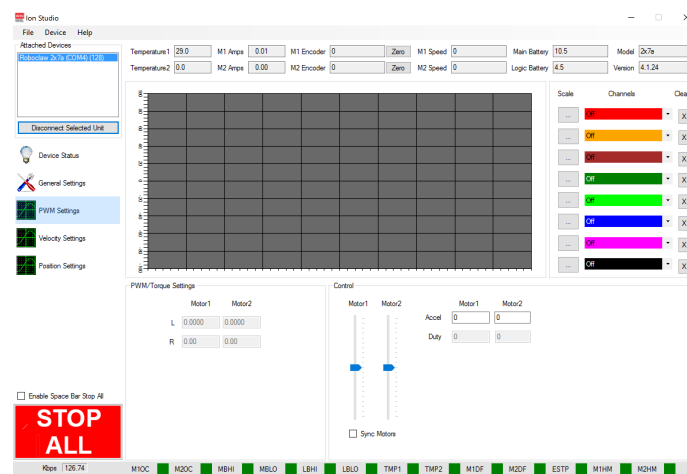 Ion Studio
File Device Help
Attached Devices
Roboclaw 2x7a (COM4) (128)
Disconnect Selected Unit
Device Status
General Settings
PWM Settings
Velocity Settings
Position Settings
Enable Space Bar Stop All
STOP
ALL
Temperature1 29.0 M1 Amps 0.01 M1 Encoder 0 Zero M1 Speed 0 Main Battery 10.5 Model 2x7a
Temperature2 0.0 M2 Amps 0.00 M2 Encoder 0 Zero M2 Speed 0 Logic Battery 4.5 Version 4.1.24
Scale Channels Clea
... Off X
... Off X
... Off X
... Off X
... Off X
... Off X
... Off X
... Off X
PWM/Torque Settings
Motor1 Motor2
L 0.0000 0.0000
R 0.00 0.00
Control
Motor1 Motor2 Motor1 Motor2
Accel 0 0
Duty 0 0
Sync Motors
Kbps 126.74 M1OC M2OC MBHI MBLO LBHI LBLO TMP1 TMP2 M1DF M2DF ESTP M1HM M2HM